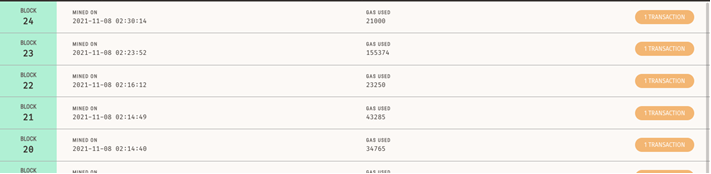 BLOCK MINED ON GAS USED
24 2021-11-08 02:30:14 21000 1 TRANSACTION
BLOCK MINED ON GAS USED
23 2021-11-08 02:23:52 155374 1 TRANSACTION
BLOCK MINED ON GAS USED
22 2021-11-08 02:16:12 23250 1 TRANSACTION
BLOCK MINED ON GAS USED
21 2021-11-08 02:14:49 43285 1 TRANSACTION
BLOCK MINED ON GAS USED
20 2021-11-08 02:14:40 34765 1 TRANSACTION
BLOCK MINED ON GAS USED